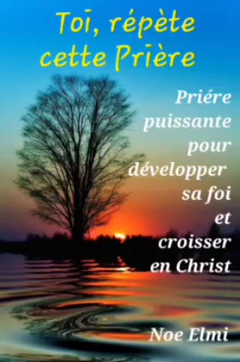 Toi, répète
cette Prière
Priére
puissante
pour
développer
sa foi
et
croisser
en Christ
Noe Elmi